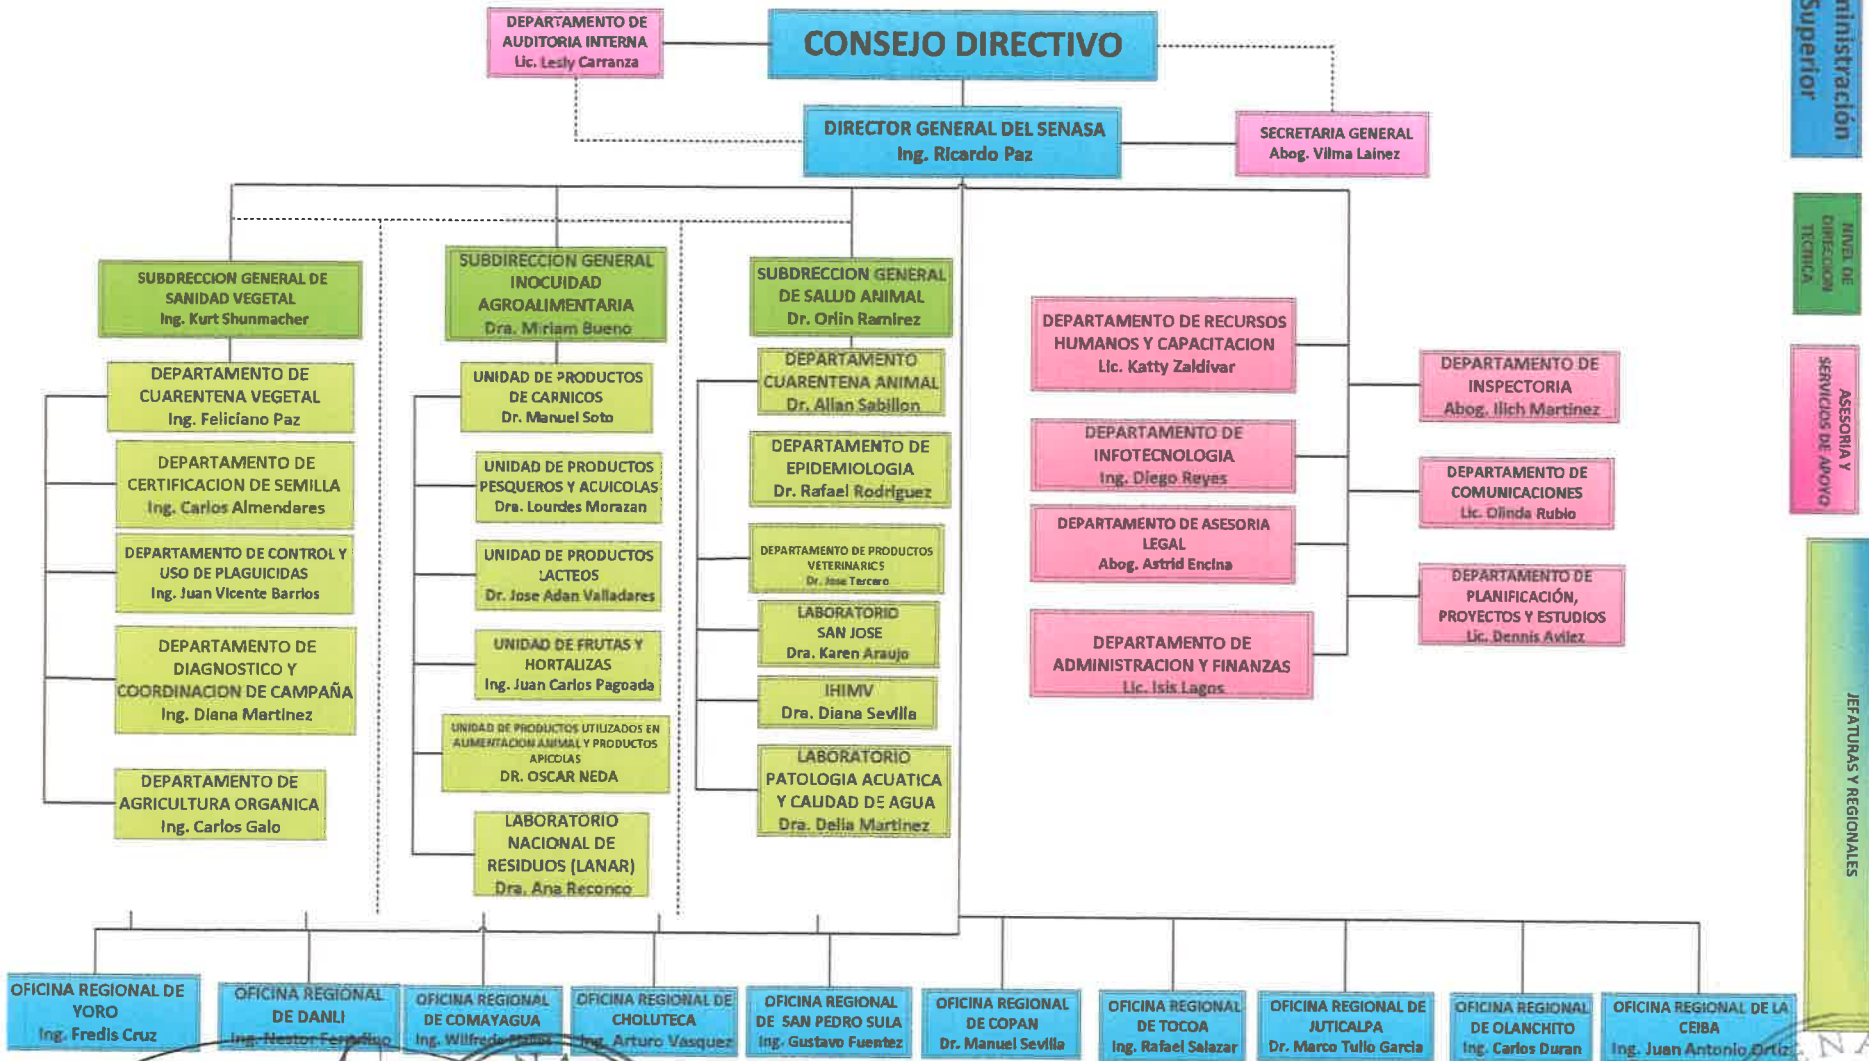 DEPARTAMENTO DE
AUDITORIA INTERNA
Lic. Lesly Carranza
CONSEJO DIRECTIVO
DIRECTOR GENERAL DEL SENASA
Ing. Ricardo Paz
SECRETARIA GENERAL
Abog. Vilma Lainez
SUBDRECCION GENERAL DE
SANIDAD VEGETAL
Ing. Kurt Shunmacher
DEPARTAMENTO DE
CUARENTENA VEGETAL
Ing. Feliciano Paz
DEPARTAMENTO DE
CERTIFICACION DE SEMILLA
Ing. Carlos Almendares
DEPARTAMENTO DE CONTROL Y
USO DE PLAGUICIDAS
Ing. Juan Vicente Barrios
DEPARTAMENTO DE
DIAGNOSTICO Y
COORDINACION DE CAMPAÑA
Ing. Diana Martinez
DEPARTAMENTO DE
AGRICULTURA ORGANICA
Ing. Carlos Galo
SUBDIRECCION GENERAL
INOCUIDAD
AGROALIMENTARIA
Dra. Miriam Bueno
UNIDAD DE PRODUCTOS
DE CARNICOS
Dr. Manuel Soto
UNIDAD DE PRODUCTOS
PESQUEROS Y ACUICOLAS
Dra. Lourdes Morazan
UNIDAD DE PRODUCTOS
LACTEOS
Dr. Jose Adan Valladares
UNIDAD DE FRUTAS Y
HORTALIZAS
Ing. Juan Carlos Pagoada
UNIDAD DE PRODUCTOS UTILIZADOS EN
ALIMENTACION ANIMAL Y PRODUCTOS
APICOLAS
DR. OSCAR NEDA
LABORATORIO
NACIONAL DE
RESIDUOS (LANAR)
Dra. Ana Reconco
SUBDRECCION GENERAL
DE SALUD ANIMAL
Dr. Orlin Ramirez
DEPARTAMENTO
CUARENTENA ANIMAL
Dr. Allan Sabillon
DEPARTAMENTO DE
EPIDEMIOLOGIA
Dr. Rafael Rodriguez
DEPARTAMENTO DE PRODUCTOS
VETERINARICS
Dr. Jose Tercero
LABORATORIO
SAN JOSE
Dra. Karen Araujo
IHIMV
Dra. Diana Sevilla
LABORATORIO
PATOLOGIA ACUATICA
Y CALIDAD DE AGUA
Dra. Delia Martinez
DEPARTAMENTO DE RECURSOS
HUMANOS Y CAPACITACION
Lic. Katty Zaldivar
DEPARTAMENTO DE
INFOTECNOLOGIA
Ing. Diego Reyes
DEPARTAMENTO DE ASESORIA
LEGAL
Abog. Astrid Encina
DEPARTAMENTO DE
ADMINISTRACION Y FINANZAS
Lic. Isis Lagos
DEPARTAMENTO DE
INSPECTORIA
Abog. Ilich Martinez
DEPARTAMENTO DE
COMUNICACIONES
Lic. Olinda Rubio
DEPARTAMENTO DE
PLANIFICACIÓN,
PROYECTOS Y ESTUDIOS
Lic. Dennis Avilez
ministración
Superior
NIVEL DE
DIRECCION
TECNICA
ASESORIA Y
SERVICIOS DE APOYO
JEFATURAS Y REGIONALES
OFICINA REGIONAL DE
YORO
Ing. Fredis Cruz
OFICINA REGIONAL
DE DANLI
Ing. Nestor
OFICINA REGIONAL
DE COMAYAGUA
Ing. Wilfredo
OFICINA REGIONAL DE
CHOLUTECA
Ing. Arturo Vasquez
OFICINA REGIONAL
DE SAN PEDRO SULA
Ing. Gustavo Fuentez
OFICINA REGIONAL
DE COPAN
Dr. Manuel Sevilla
OFICINA REGIONAL
DE TOCOA
Ing. Rafael Salazar
OFICINA REGIONAL DE
JUTICALPA
Dr. Marco Tulio Garcia
OFICINA REGIONAL
DE OLANCHITO
Ing. Carlos Duran
OFICINA REGIONAL DE LA
CEIBA
Ing. Juan Antonio Ortiz